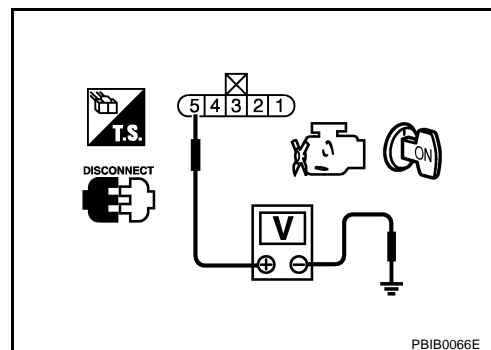 T.S.
5 4 3 2 1
DISCONNECT
ON
V
+ -
PBIB0066E